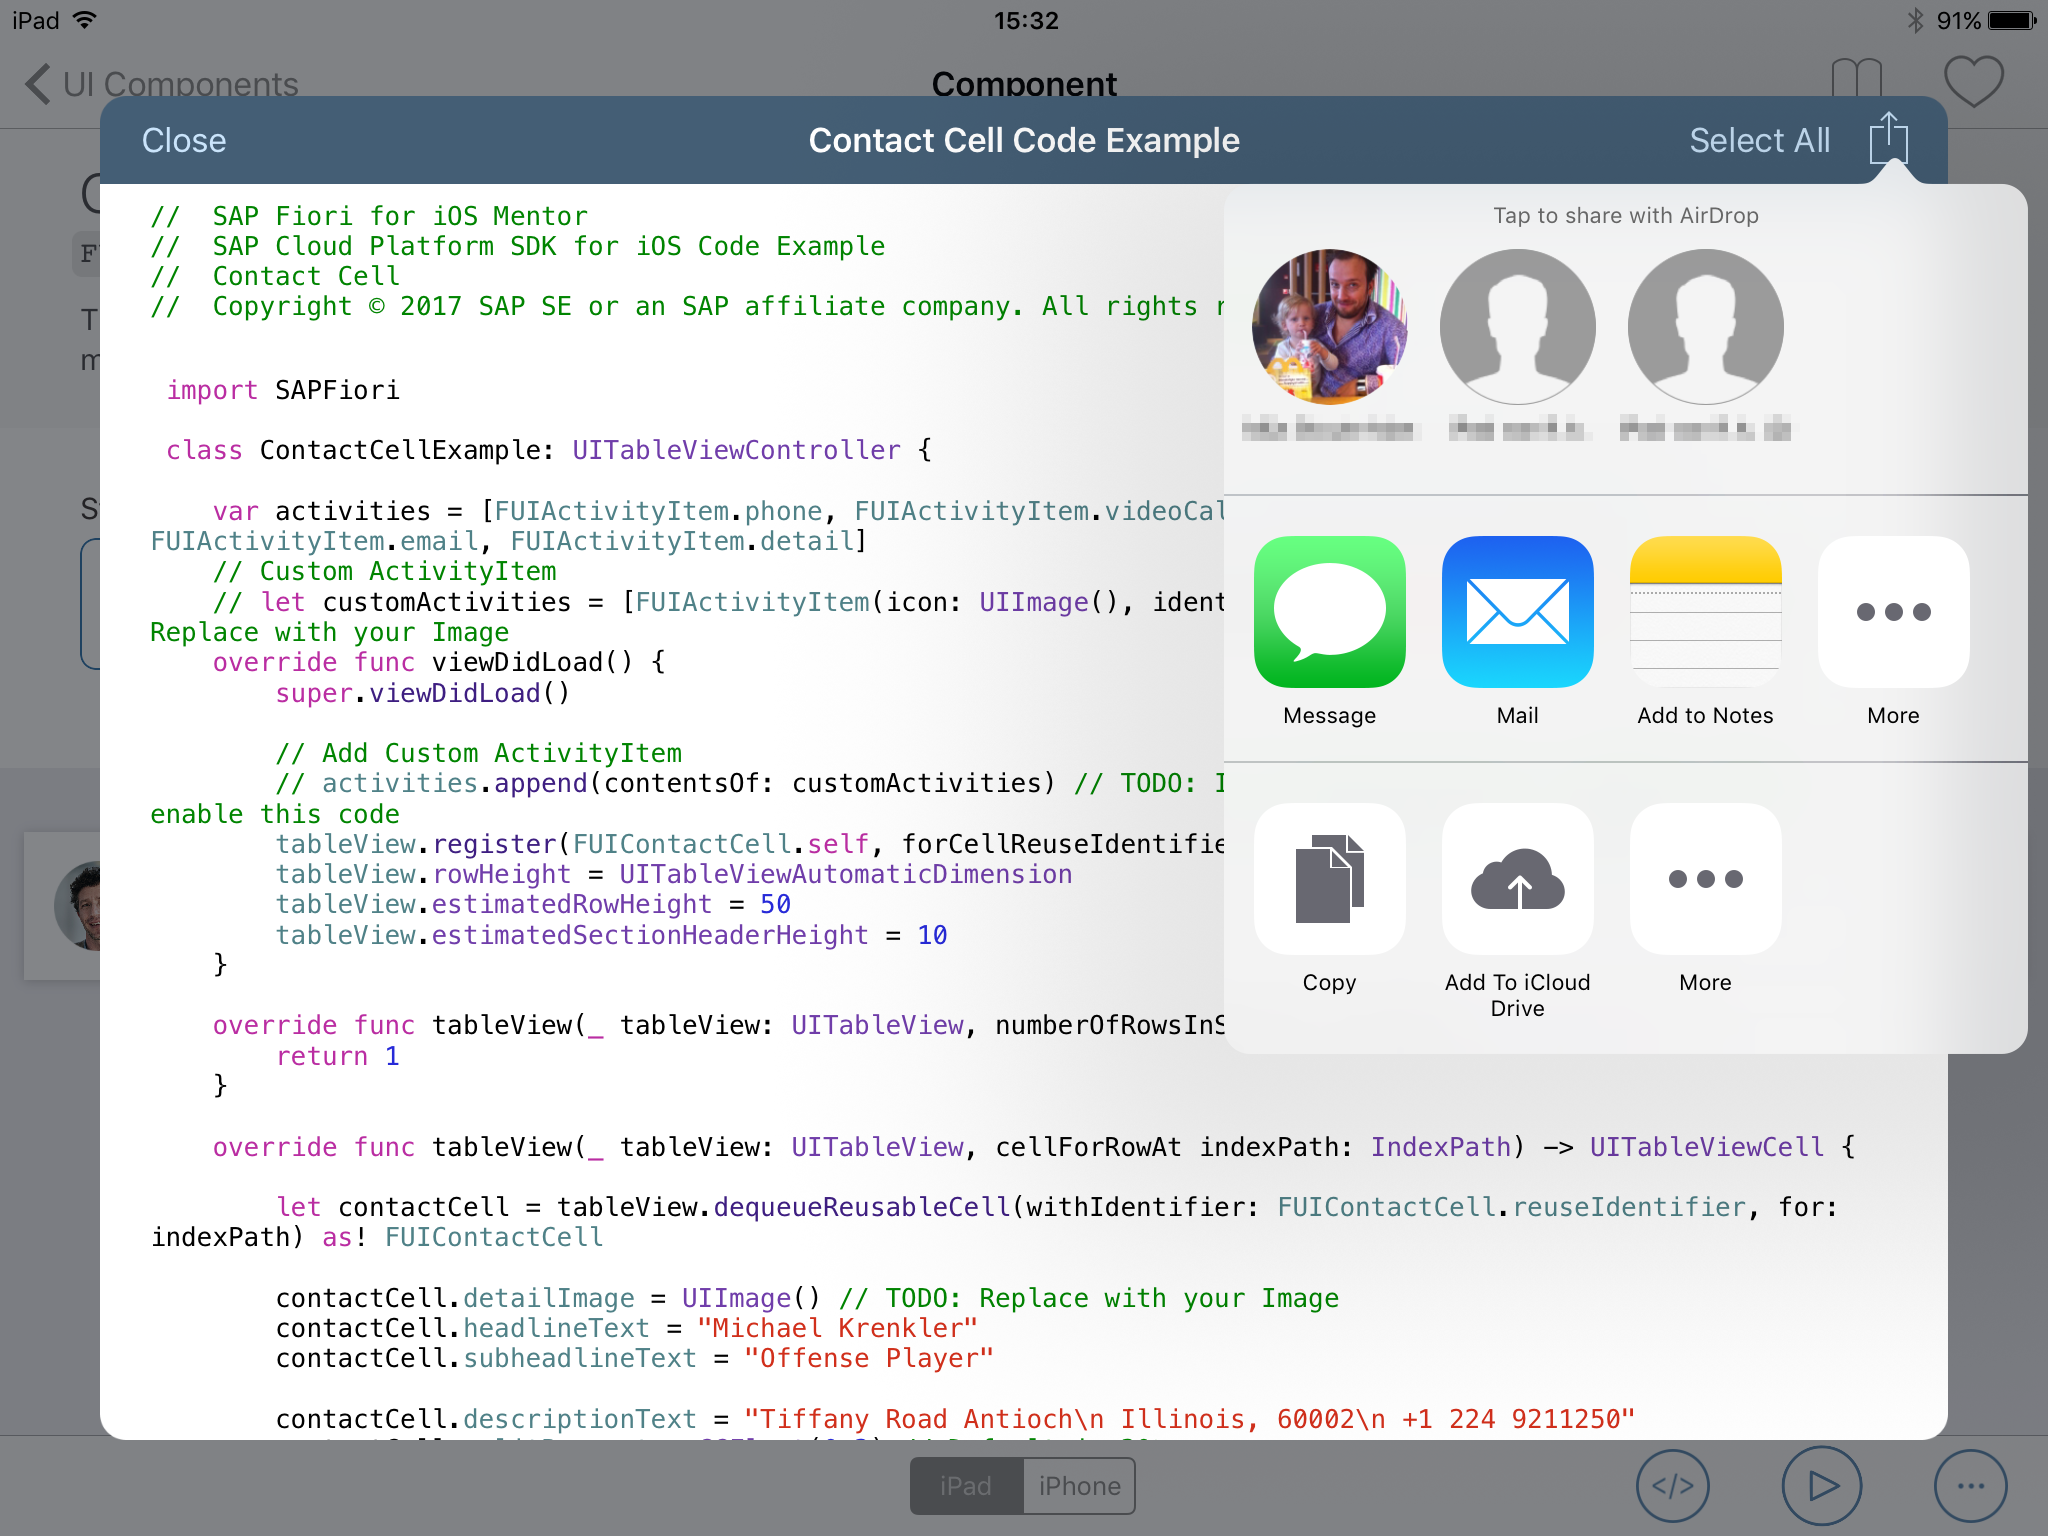 iPad 15:32 91%
UI Components Component
Close Contact Cell Code Example Select All
// SAP Fiori for iOS Mentor
// SAP Cloud Platform SDK for iOS Code Example
// Contact Cell
// Copyright © 2017 SAP SE or an SAP affiliate company. All rights
import SAPFiori
class ContactCellExample: UITableViewController {
var activities = [FUIActivityItem.phone, FUIActivityItem.videoCal
FUIActivityItem.email, FUIActivityItem.detail]
// Custom ActivityItem
// let customActivities = [FUIActivityItem(icon: UIImage(), ident
Replace with your Image
override func viewDidLoad() {
super.viewDidLoad()
// Add Custom ActivityItem
// activities.append(contentsOf: customActivities) // TODO:
enable this code
tableView.register(FUIContactCell.self, forCellReuseIdentifie
tableView.rowHeight = UITableViewAutomaticDimension
tableView.estimatedRowHeight = 50
tableView.estimatedSectionHeaderHeight = 10
}
override func tableView(_ tableView: UITableView, numberOfRowsInS
return 1
}
override func tableView(_ tableView: UITableView, cellForRowAt indexPath: IndexPath) -> UITableViewCell {
let contactCell = tableView.dequeueReusableCell(withIdentifier: FUIContactCell.reuseIdentifier, for:
indexPath) as! FUIContactCell
contactCell.detailImage = UIImage() // TODO: Replace with your Image
contactCell.headlineText = "Michael Krenkler"
contactCell.subheadlineText = "Offense Player"
contactCell.descriptionText = "Tiffany Road Antioch\n Illinois, 60002\n +1 224 9211250"
Tap to share with AirDrop
Message Mail Add to Notes More
Copy Add To iCloud Drive More
iPad iPhone